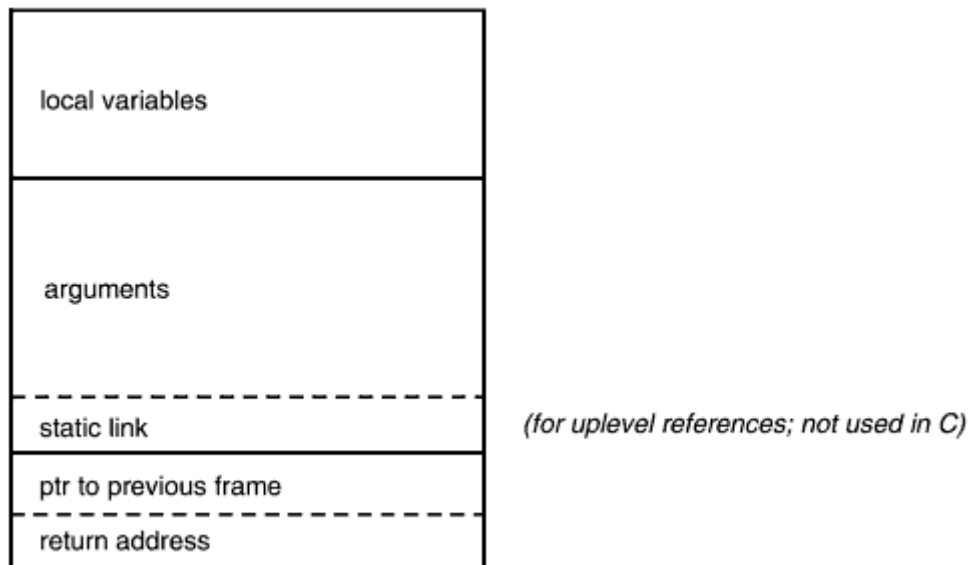 local variables
arguments
static link
(for uplevel references; not used in C)
ptr to previous frame
return address